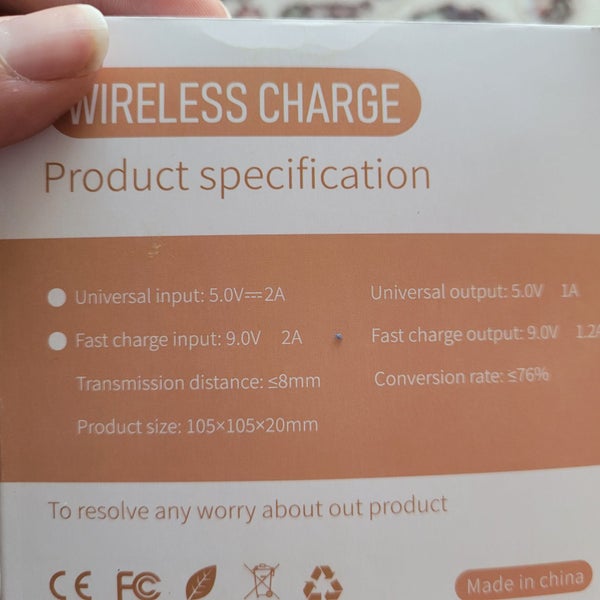 WIRELESS CHARGE
Product specification
Universal input: 5.0V⎓2A
Universal output: 5.0V 1A
Fast charge input: 9.0V 2A
Fast charge output: 9.0V 1.2A
Transmission distance: ≤8mm
Conversion rate: ≤76%
Product size: 105×105×20mm
To resolve any worry about out product
CE FC
Made in china